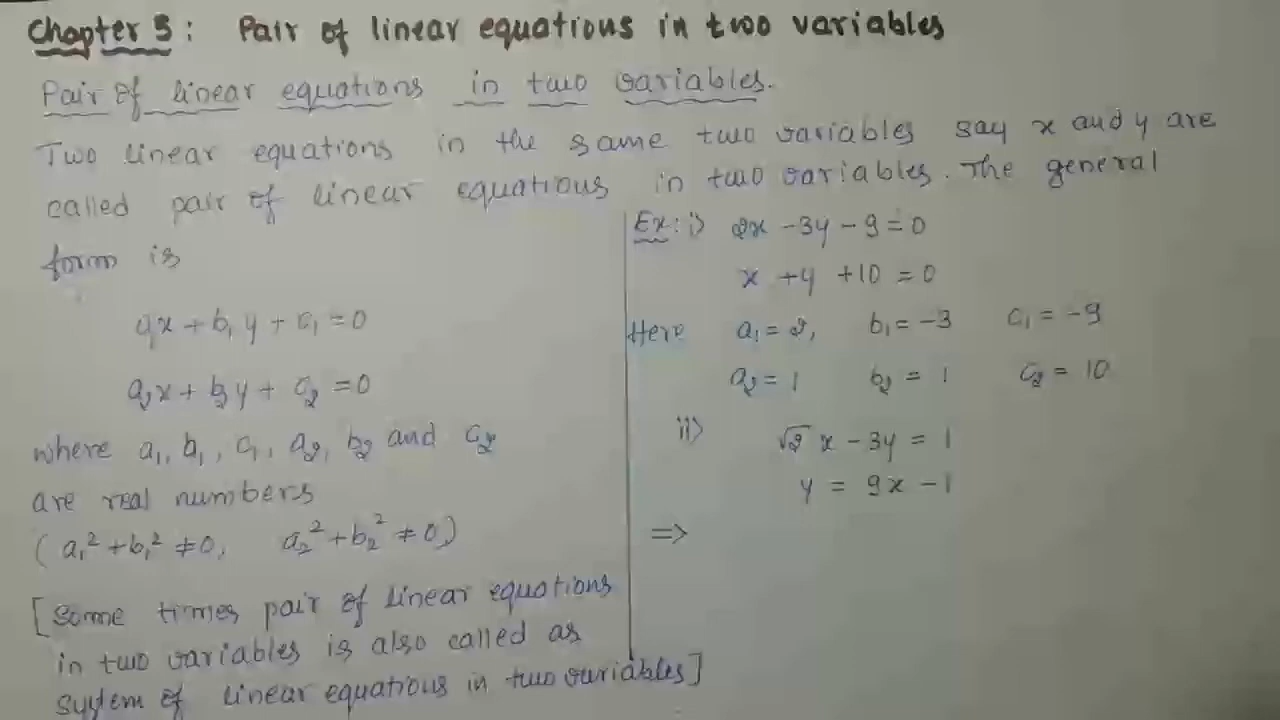 Chapter 3: Pair of linear equations in two variables
Pair of linear equations in two variables.
Two linear equations in the same two variables say x and y are
called pair of linear equations in two variables. The general
form is
a₁x + b₁y + c₁ = 0
a₂x + b₂y + c₂ = 0
where a₁, b₁, c₁, a₂, b₂ and c₂
are real numbers
(a₁² + b₁² ≠ 0, a₂² + b₂² ≠ 0)
[Some times pair of linear equations
in two variables is also called as
system of linear equations in two variables]
Ex: i) 2x - 3y - 9 = 0
x + y + 10 = 0
Here a₁ = 2, b₁ = -3 c₁ = -9
a₂ = 1 b₂ = 1 c₂ = 10
ii) √2 x - 3y = 1
y = 9x - 1
=>